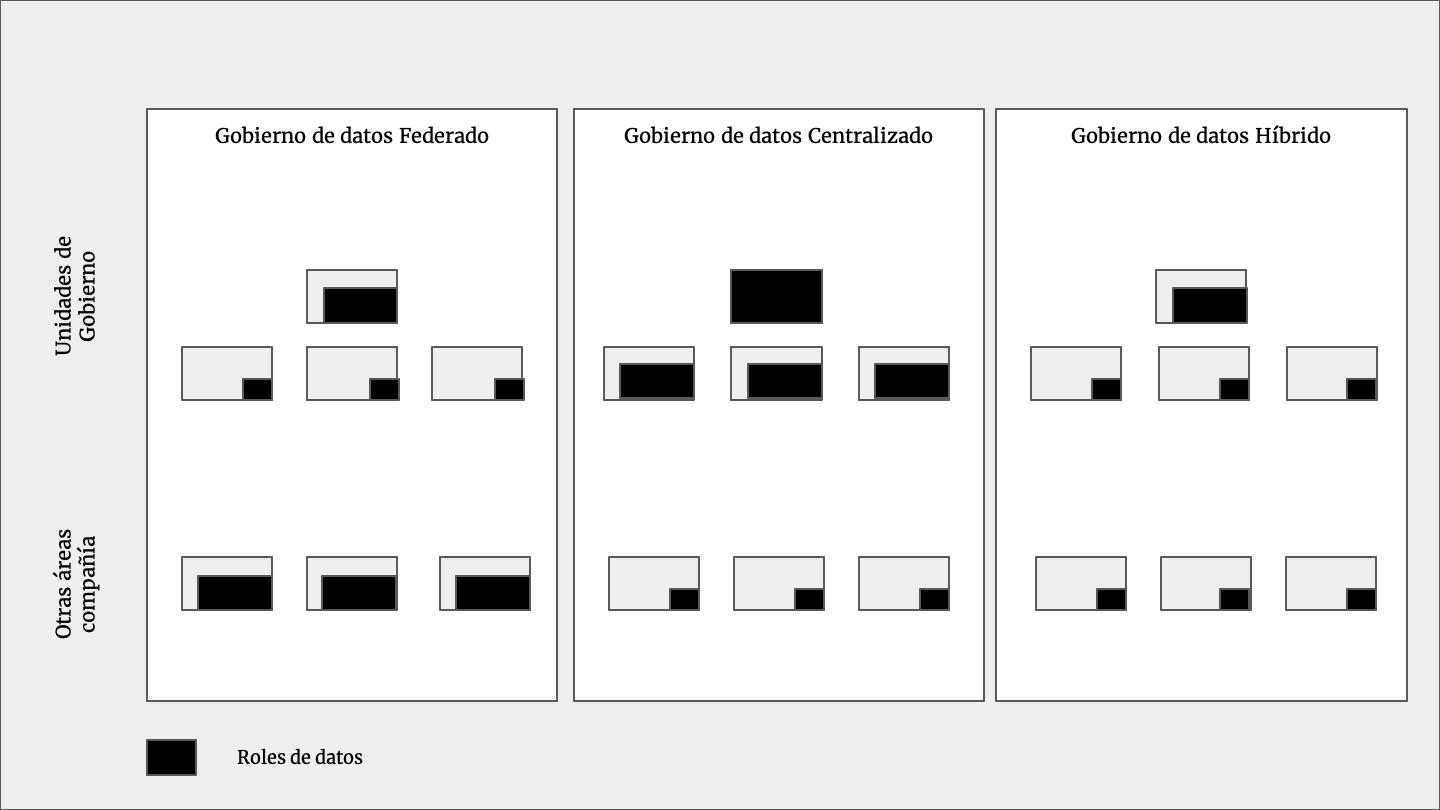 Gobierno de datos Federado
Gobierno de datos Centralizado
Gobierno de datos Híbrido
Unidades de
Gobierno
Otras áreas
compañía
Roles de datos